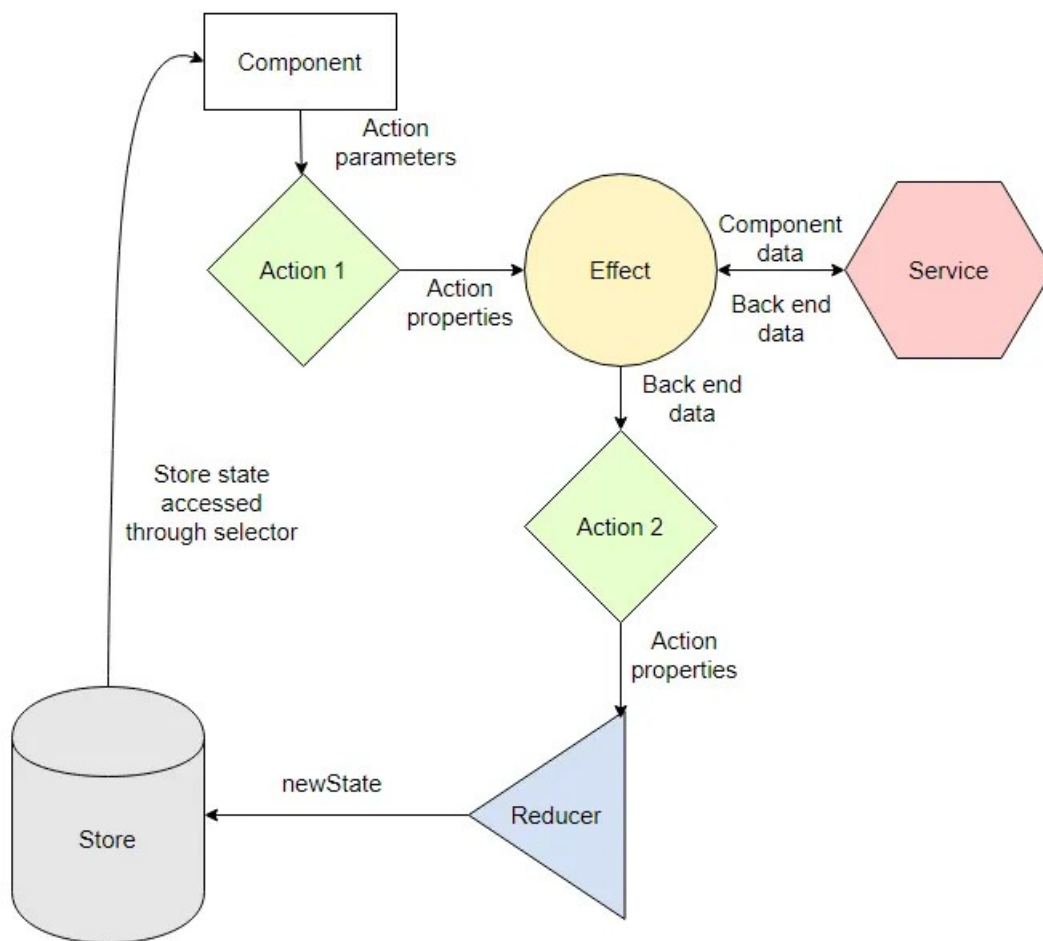 Component
Action
parameters
Action 1
Action
properties
Effect
Component
data
Back end
data
Service
Back end
data
Action 2
Action
properties
Store state
accessed
through selector
newState
Reducer
Store